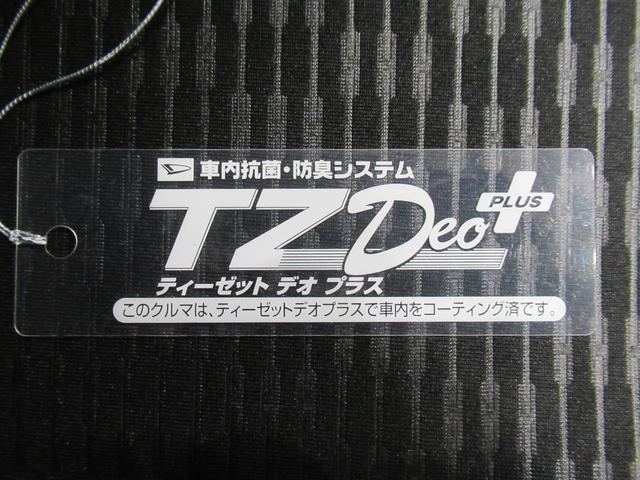 車内抗菌・防臭システム
TZ Deo PLUS
ティーゼット デオ プラス
このクルマは、ティーゼットデオプラスで車内をコーティング済です。